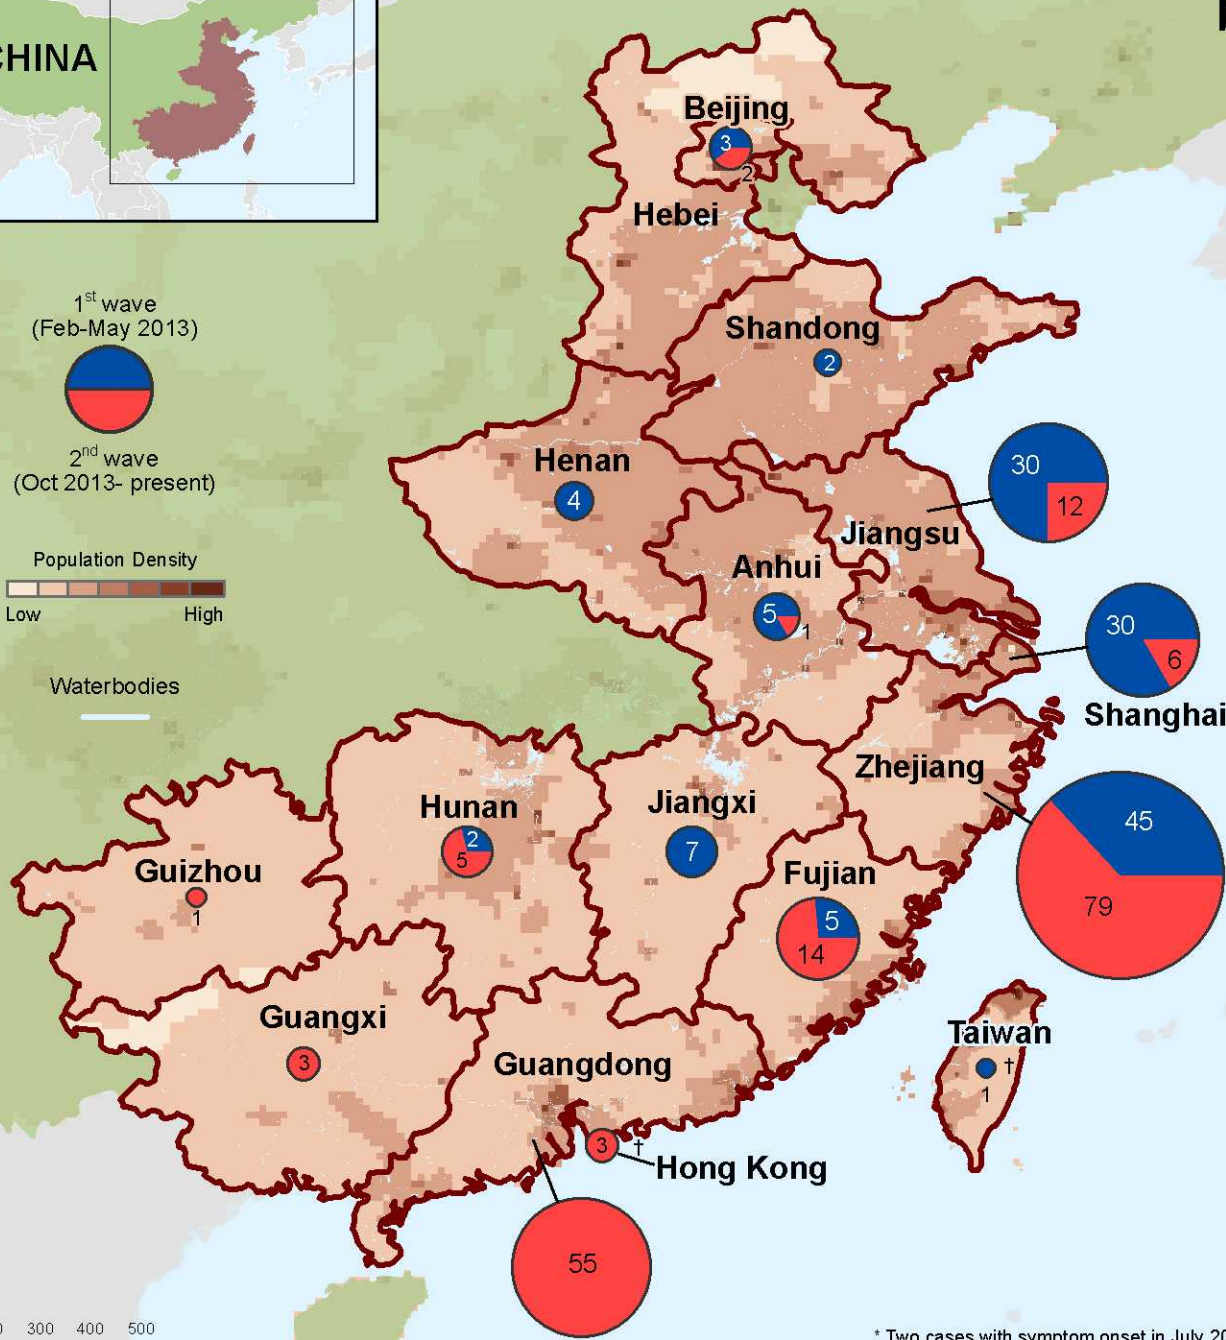 CHINA
1st wave
(Feb-May 2013)
2nd wave
(Oct 2013- present)
Population Density
Low
High
Waterbodies
Beijing
3
2
Hebei
Shandong
2
Henan
4
30
12
Jiangsu
Anhui
5
1
30
6
Shanghai
Zhejiang
45
79
Hunan
2
5
Jiangxi
7
Guizhou
1
Fujian
5
14
Guangxi
3
Guangdong
Taiwan
†
1
3
†
Hong Kong
55
300 400 500
* Two cases with symptom onset in July